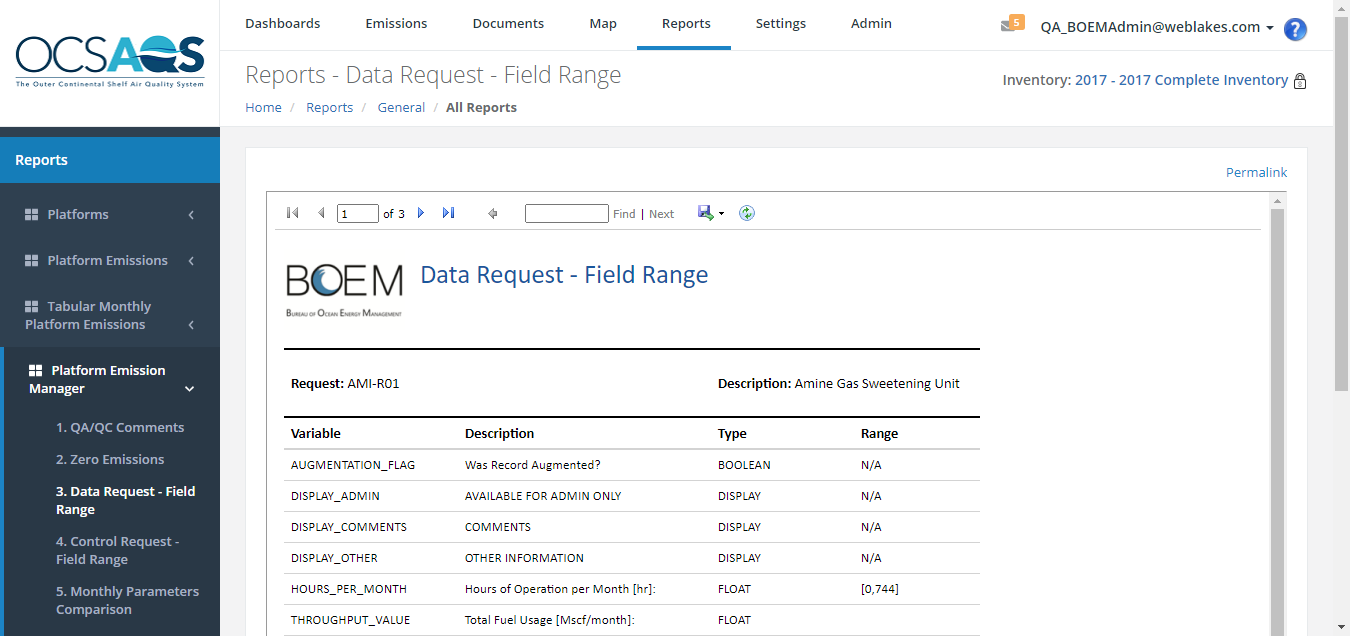 OCSAQS
The Outer Continental Shelf Air Quality System
Dashboards Emissions Documents Map Reports Settings Admin
5 QA_BOEMAdmin@weblakes.com ?
Reports - Data Request - Field Range
Inventory: 2017 - 2017 Complete Inventory
Home / Reports / General / All Reports
Reports
Platforms
Platform Emissions
Tabular Monthly
Platform Emissions
Platform Emission
Manager
1. QA/QC Comments
2. Zero Emissions
3. Data Request - Field
Range
4. Control Request -
Field Range
5. Monthly Parameters
Comparison
Permalink
1 of 3 Find | Next
BOEM
Bureau of Ocean Energy Management
Data Request - Field Range
Request: AMI-R01 Description: Amine Gas Sweetening Unit
Variable Description Type Range
AUGMENTATION_FLAG Was Record Augmented? BOOLEAN N/A
DISPLAY_ADMIN AVAILABLE FOR ADMIN ONLY DISPLAY N/A
DISPLAY_COMMENTS COMMENTS DISPLAY N/A
DISPLAY_OTHER OTHER INFORMATION DISPLAY N/A
HOURS_PER_MONTH Hours of Operation per Month [hr]: FLOAT [0,744]
THROUGHPUT_VALUE Total Fuel Usage [Mscf/month]: FLOAT